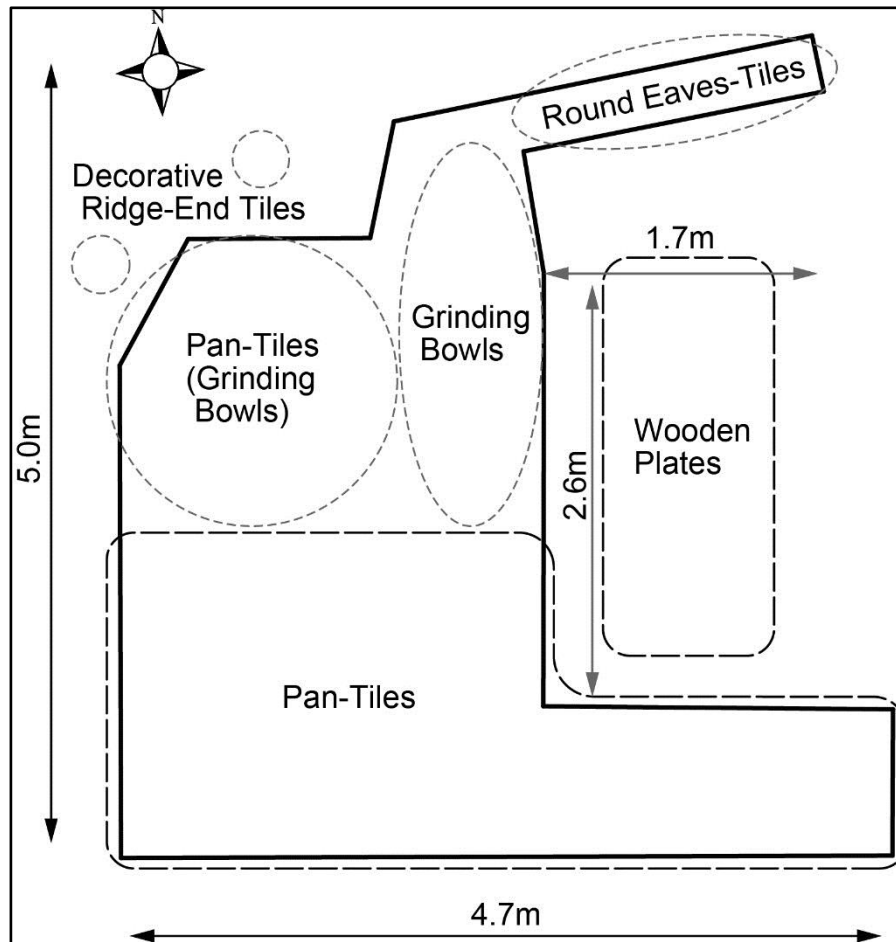 N
Round Eaves-Tiles
Decorative
Ridge-End Tiles
1.7m
Grinding
Bowls
Pan-Tiles
(Grinding
Bowls)
5.0m
2.6m
Wooden
Plates
Pan-Tiles
4.7m